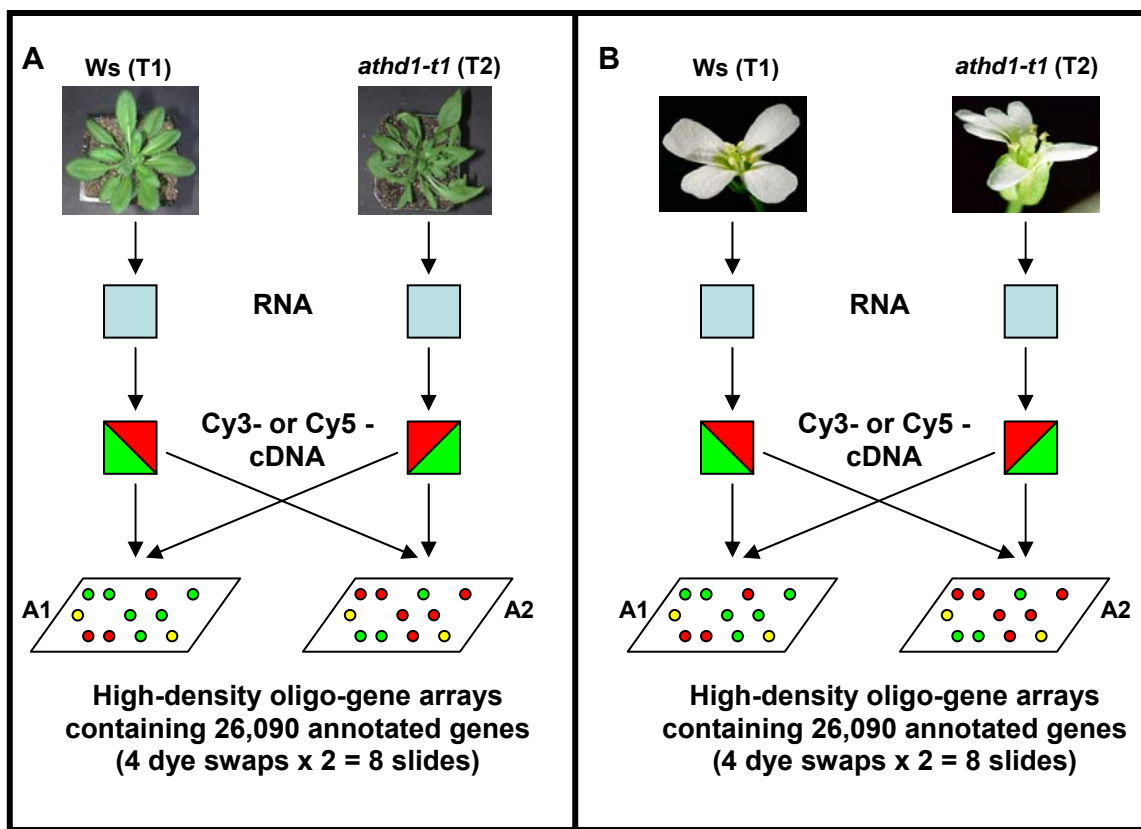 A
Ws (T1)
athd1-t1 (T2)
RNA
Cy3- or Cy5 -
cDNA
A1
A2
High-density oligo-gene arrays
containing 26,090 annotated genes
(4 dye swaps x 2 = 8 slides)
B
Ws (T1)
athd1-t1 (T2)
RNA
Cy3- or Cy5 -
cDNA
A1
A2
High-density oligo-gene arrays
containing 26,090 annotated genes
(4 dye swaps x 2 = 8 slides)